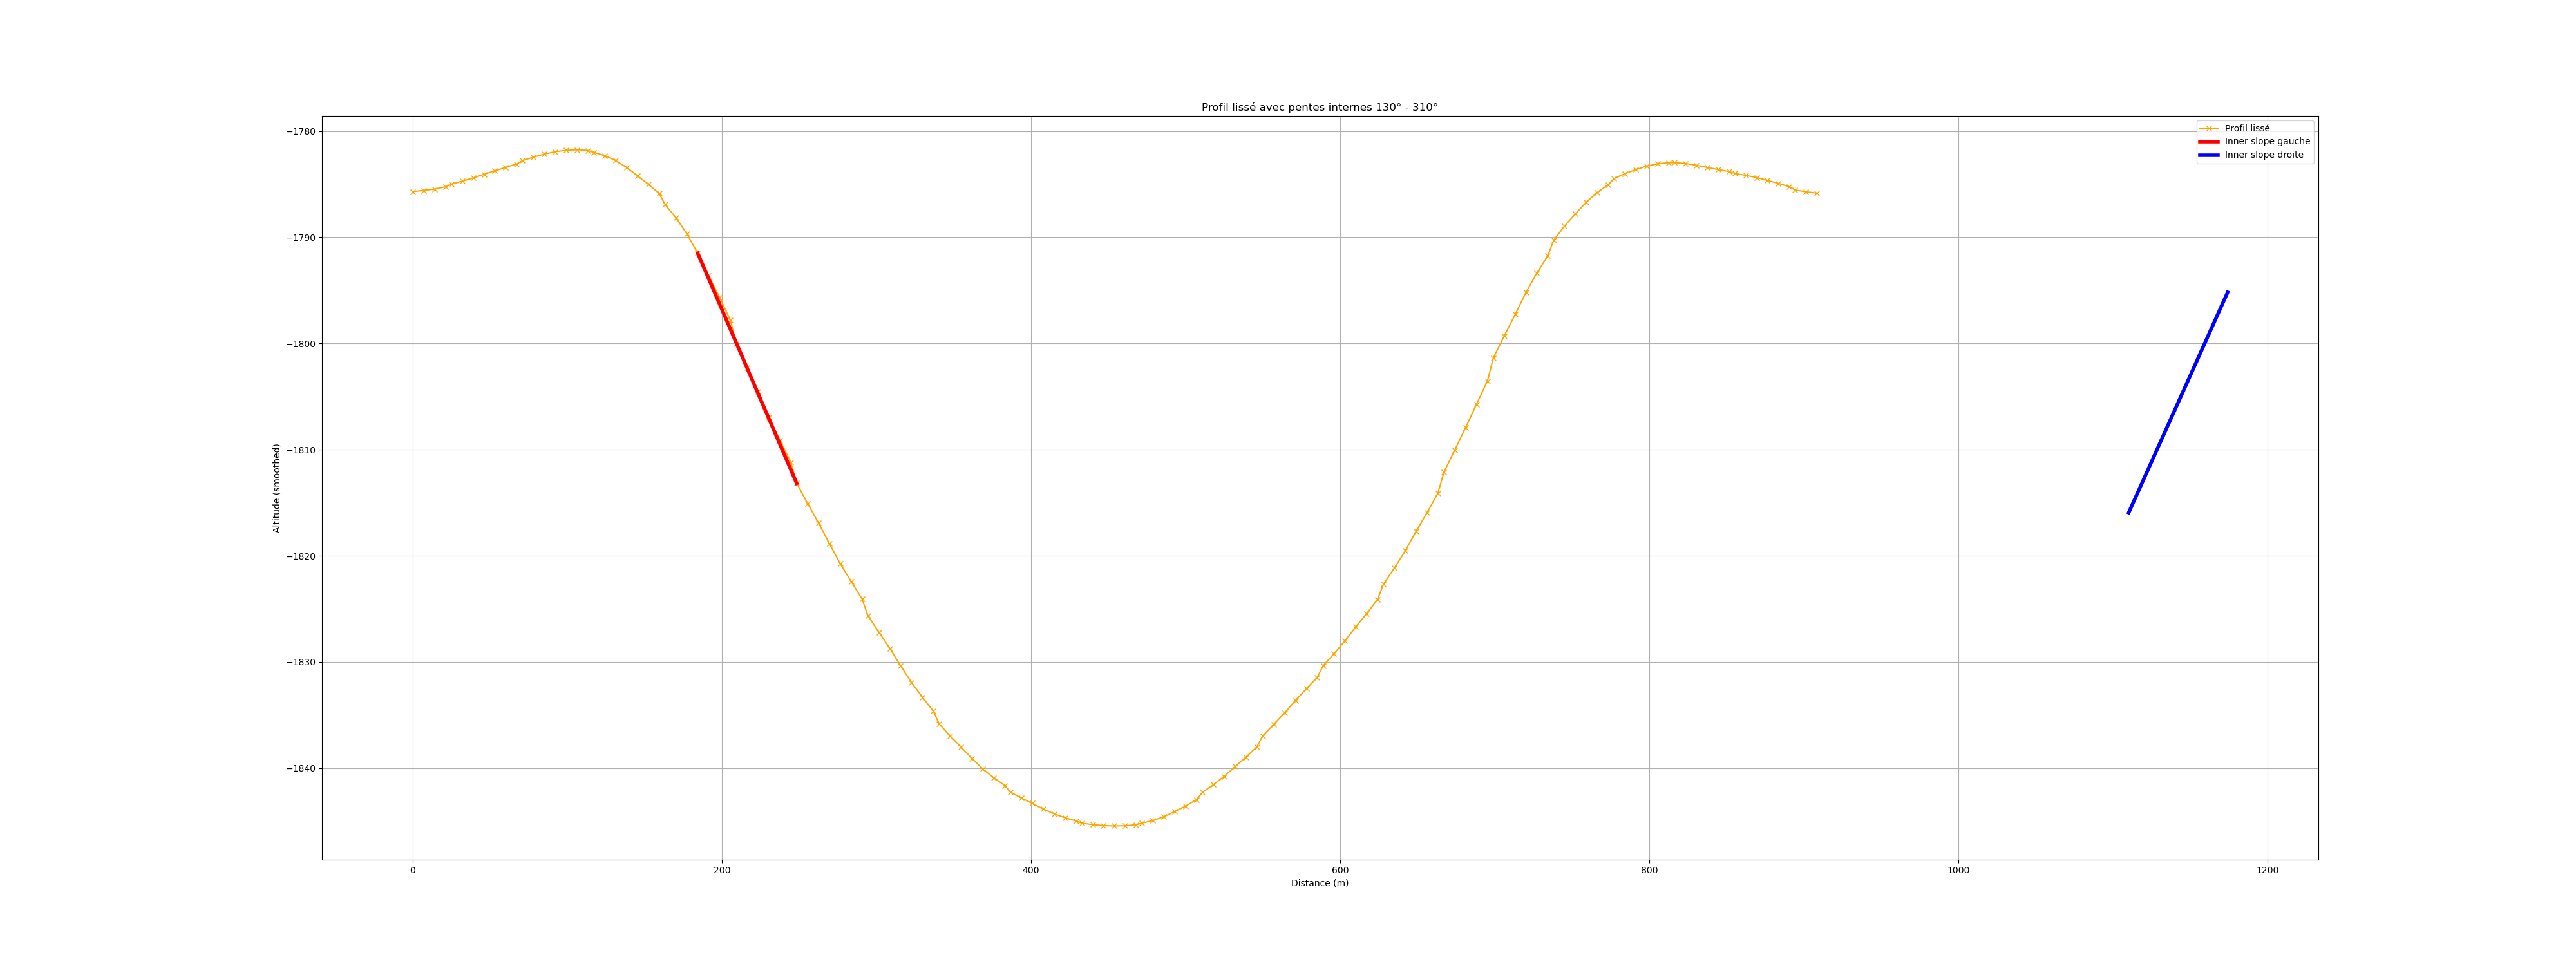 Profil lissé avec pentes internes 130° - 310°
Profil lissé
Inner slope gauche
Inner slope droite
Altitude (smoothed)
−1780
−1790
−1800
−1810
−1820
−1830
−1840
0
200
400
600
800
1000
1200
Distance (m)